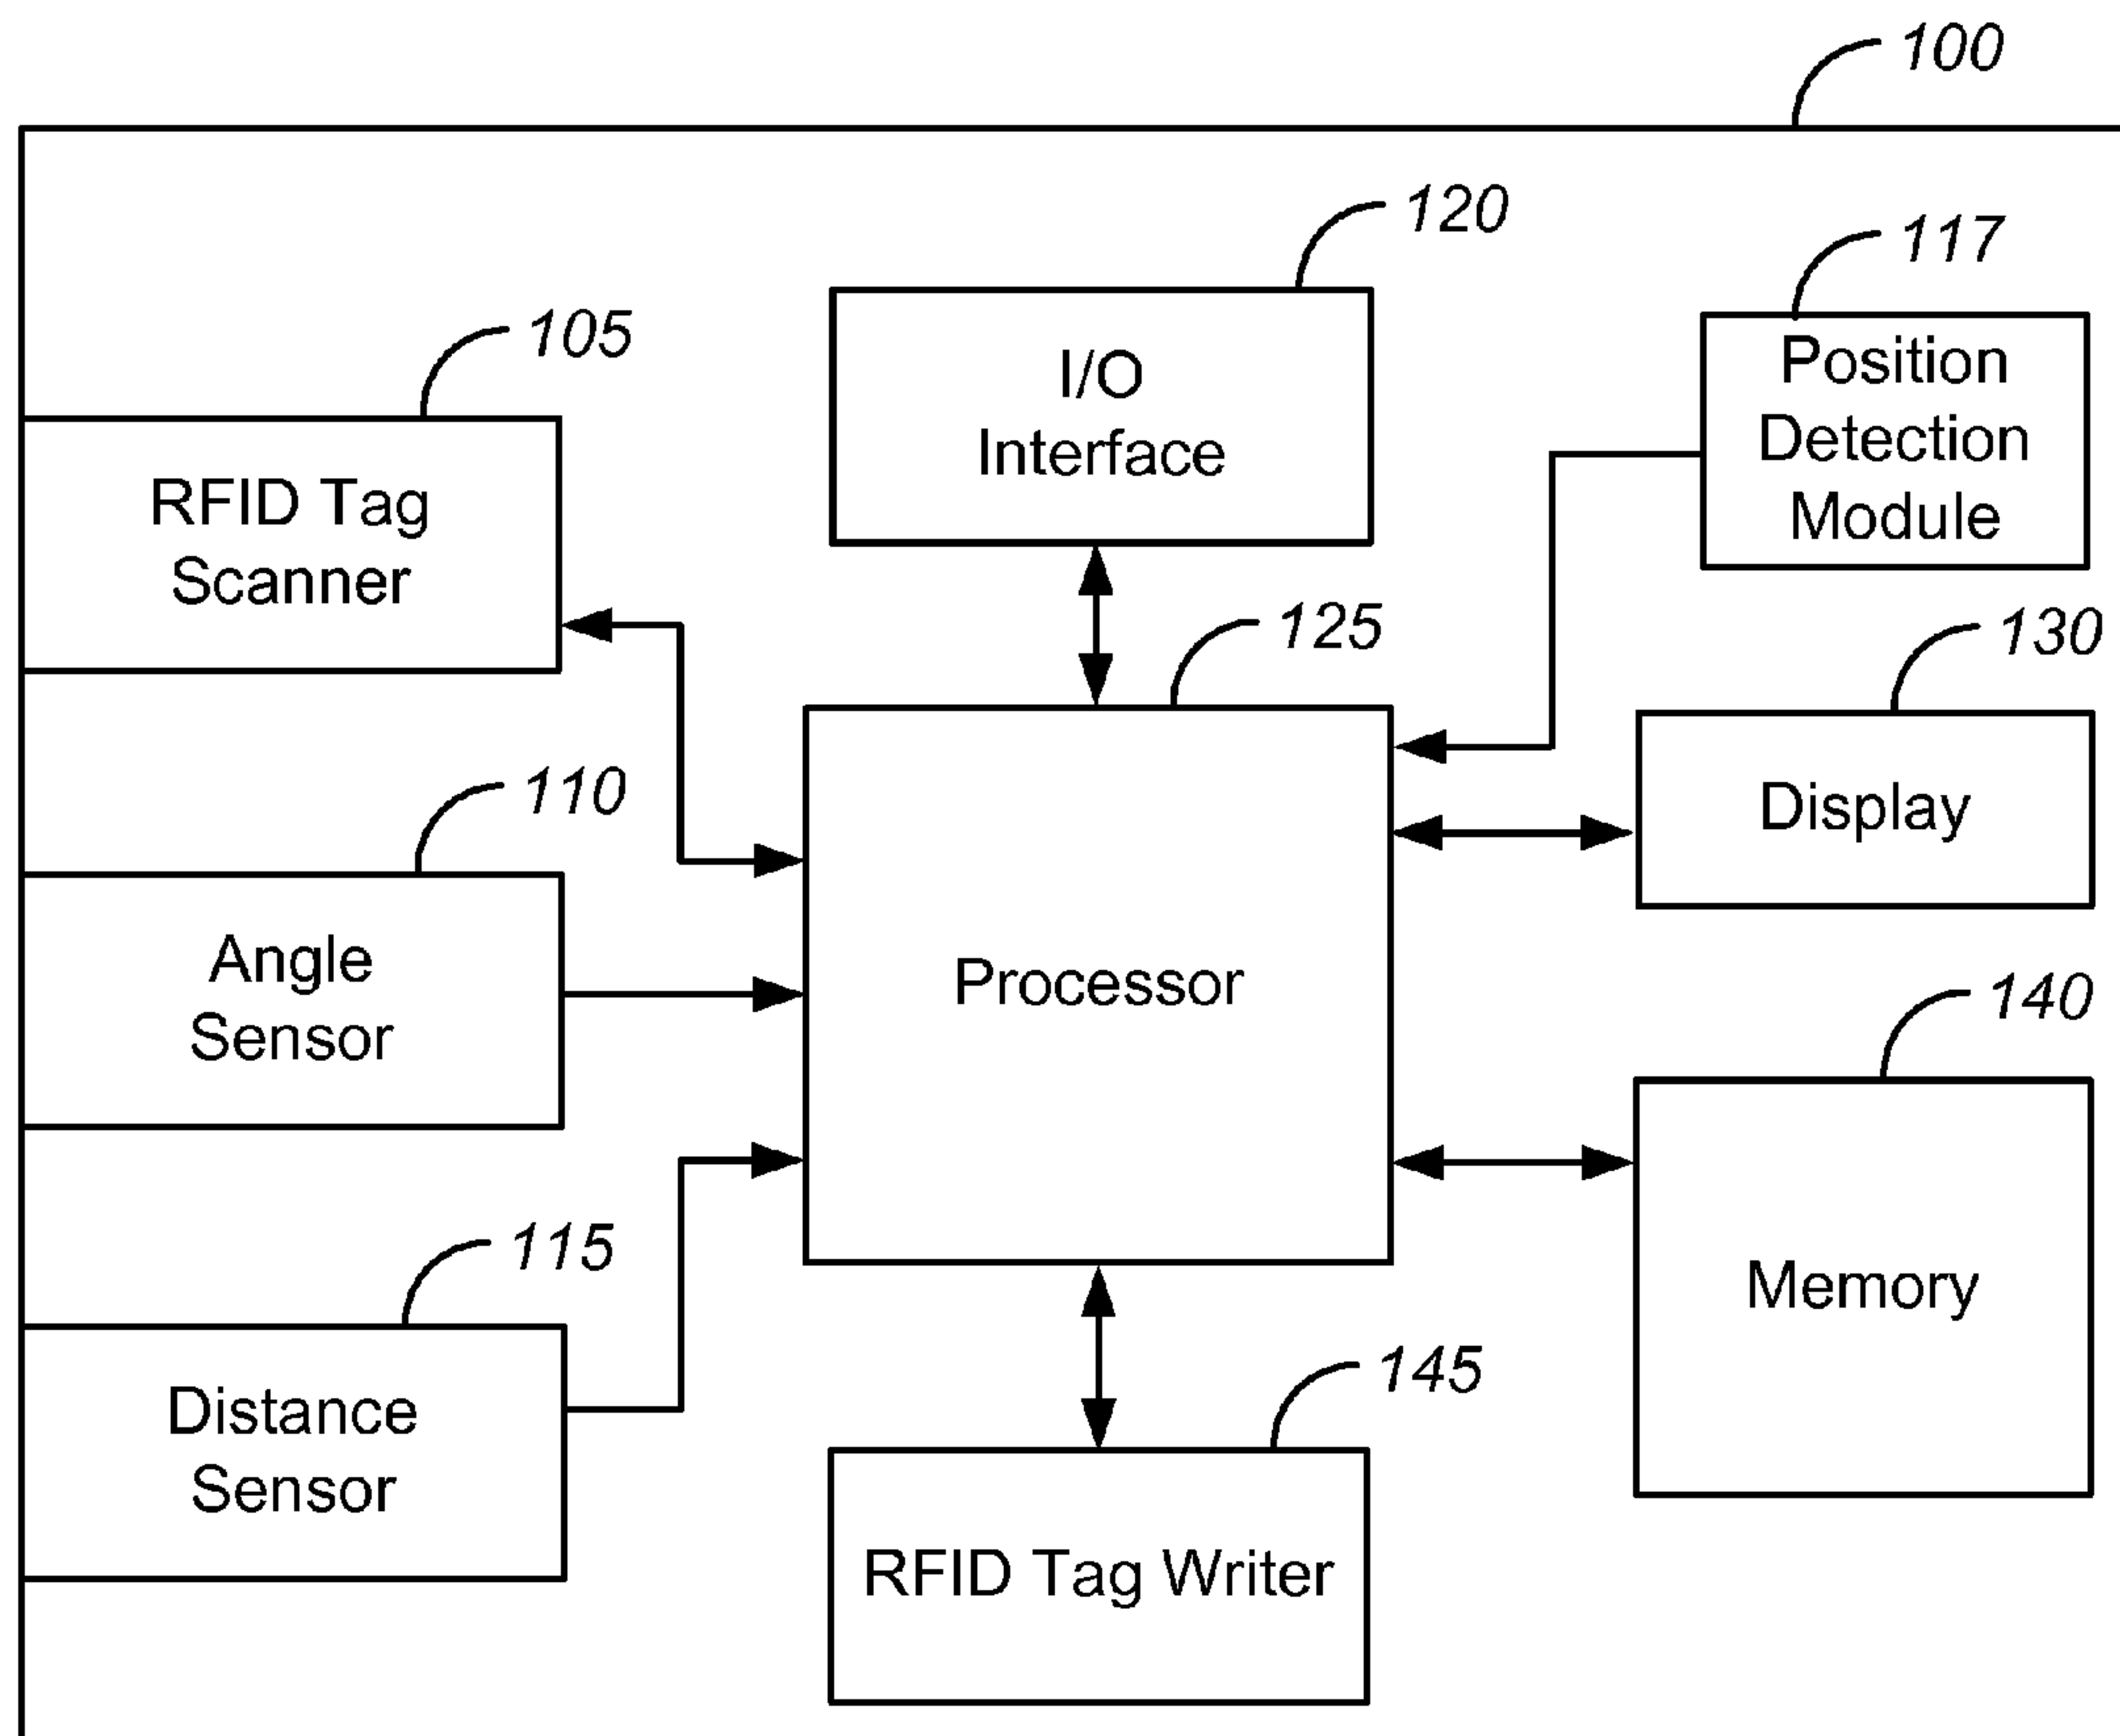 100
120
117
105
I/O
Interface
Position
Detection
Module
RFID Tag
Scanner
125
130
110
Display
Angle
Sensor
Processor
140
115
Memory
145
Distance
Sensor
RFID Tag Writer